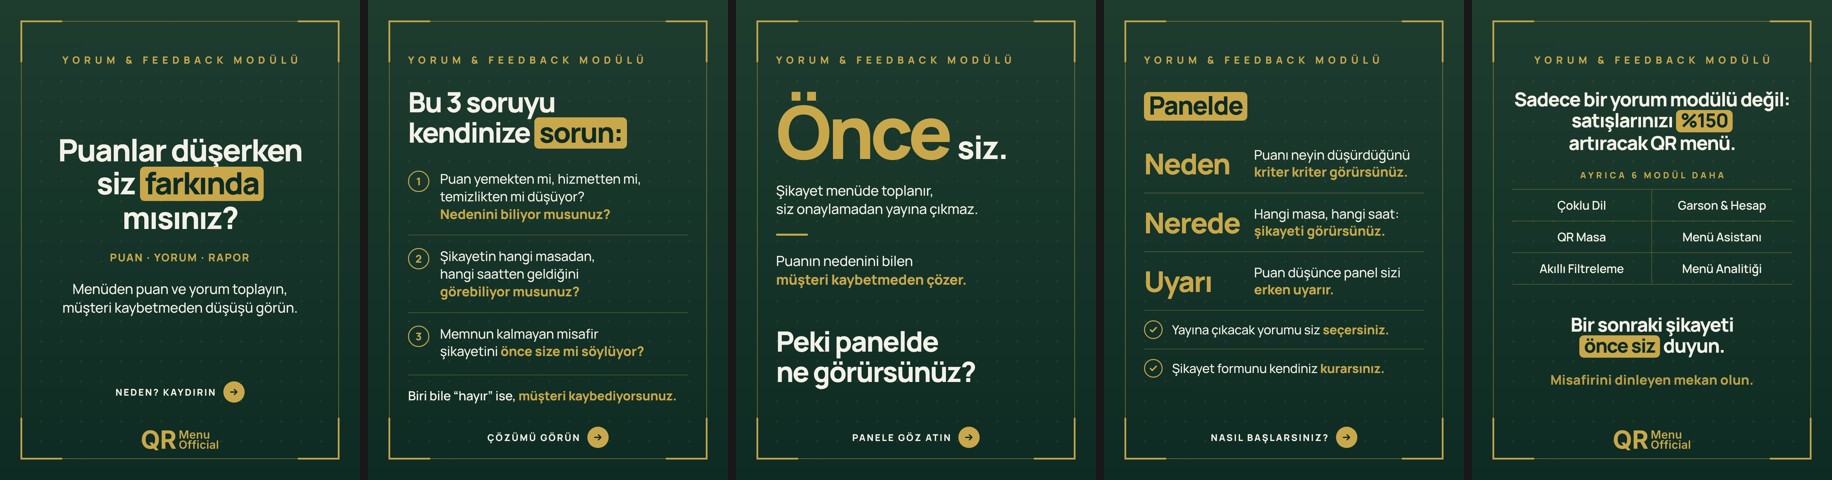 YORUM & FEEDBACK MODÜLÜ
Puanlar düşerken
siz farkında
mısınız?
PUAN · YORUM · RAPOR
Menüden puan ve yorum toplayın,
müşteri kaybetmeden düşüşü görün.
NEDEN? KAYDIRIN
QR Menu
Official
YORUM & FEEDBACK MODÜLÜ
Bu 3 soruyu
kendinize sorun:
1
Puan yemekten mi, hizmetten mi,
temizlikten mi düşüyor?
Nedenini biliyor musunuz?
2
Şikayetin hangi masadan,
hangi saatten geldiğini
görebiliyor musunuz?
3
Memnun kalmayan misafir
şikayetini önce size mi söylüyor?
Biri bile “hayır” ise, müşteri kaybediyorsunuz.
ÇÖZÜMÜ GÖRÜN
YORUM & FEEDBACK MODÜLÜ
Önce siz.
Şikayet menüde toplanır,
siz onaylamadan yayına çıkmaz.
Puanın nedenini bilen
müşteri kaybetmeden çözer.
Peki panelde
ne görürsünüz?
PANELE GÖZ ATIN
YORUM & FEEDBACK MODÜLÜ
Panelde
Neden
Puanı neyin düşürdüğünü
kriter kriter görürsünüz.
Nerede
Hangi masa, hangi saat:
şikayeti görürsünüz.
Uyarı
Puan düşünce panel sizi
erken uyarır.
Yayına çıkacak yorumu siz seçersiniz.
Şikayet formunu kendiniz kurarsınız.
NASIL BAŞLARSINIZ?
YORUM & FEEDBACK MODÜLÜ
Sadece bir yorum modülü değil:
satışlarınızı %150
artıracak QR menü.
AYRICA 6 MODÜL DAHA
Çoklu Dil
Garson & Hesap
QR Masa
Menü Asistanı
Akıllı Filtreleme
Menü Analitiği
Bir sonraki şikayeti
önce siz duyun.
Misafirini dinleyen mekan olun.
QR Menu
Official